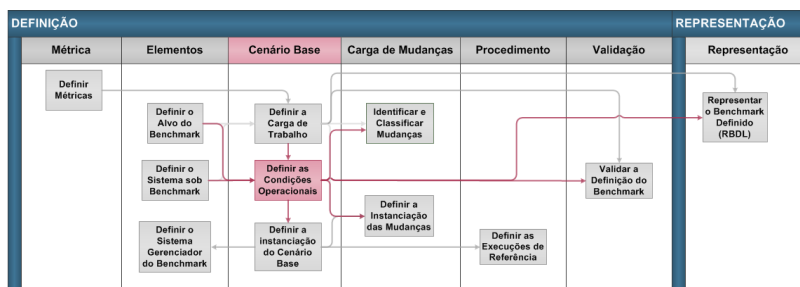 DEFINIÇÃO
REPRESENTAÇÃO
Métrica
Elementos
Cenário Base
Carga de Mudanças
Procedimento
Validação
Representação
Definir
Métricas
Definir o
Alvo do
Benchmark
Definir a
Carga de
Trabalho
Identificar e
Classificar
Mudanças
Representar
o Benchmark
Definido
(RBDL)
Definir o
Sistema sob
Benchmark
Definir as
Condições
Operacionais
Validar a
Definição do
Benchmark
Definir o
Sistema
Gerenciador
do Benchmark
Definir a
instanciação
do Cenário
Base
Definir a
Instanciação
das Mudanças
Definir as
Execuções de
Referência